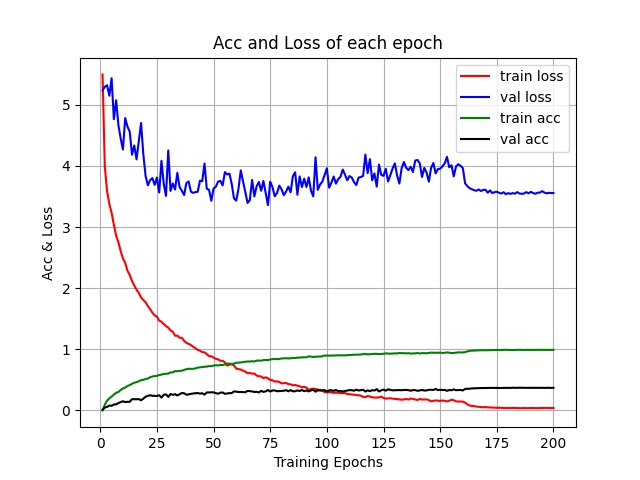 Acc and Loss of each epoch
train loss
val loss
train acc
val acc
5
4
3
2
1
0
Acc & Loss
0 25 50 75 100 125 150 175 200
Training Epochs